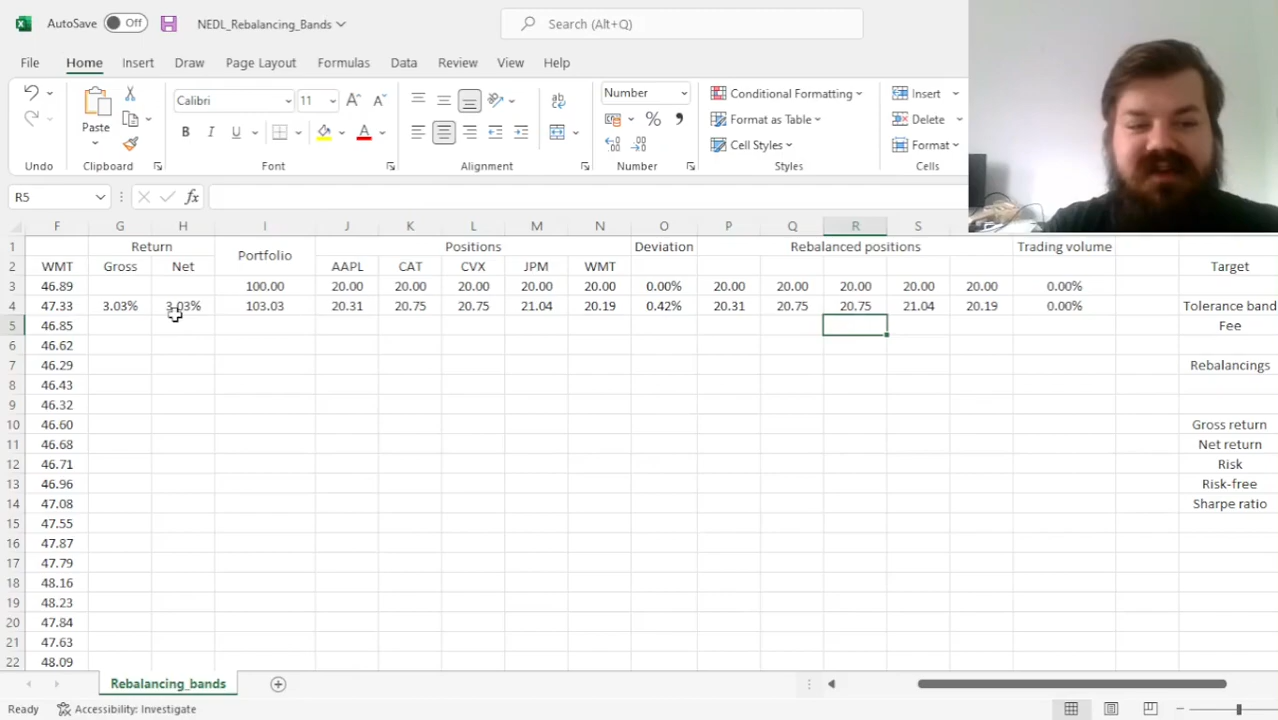 AutoSave Off NEDL_Rebalancing_Bands Search (Alt+Q)
File Home Insert Draw Page Layout Formulas Data Review View Help
Calibri 11 Number Conditional Formatting Insert
Paste Format as Table Delete
B I U A % Cell Styles Format
Undo Clipboard Font Alignment Number Styles Cells
R5 fx
F G H I J K L M N O P Q R S T
1 Return Portfolio Positions Deviation Rebalanced positions Trading volume
2 WMT Gross Net AAPL CAT CVX JPM WMT Target
3 46.89 100.00 20.00 20.00 20.00 20.00 20.00 0.00% 20.00 20.00 20.00 20.00 20.00 0.00%
4 47.33 3.03% 3.03% 103.03 20.31 20.75 20.75 21.04 20.19 0.42% 20.31 20.75 20.75 21.04 20.19 0.00% Tolerance band
5 46.85 Fee
6 46.62
7 46.29 Rebalancings
8 46.43
9 46.32
10 46.60 Gross return
11 46.68 Net return
12 46.71 Risk
13 46.96 Risk-free
14 47.08 Sharpe ratio
15 47.55
16 47.87
17 47.79
18 48.16
19 48.23
20 47.84
21 47.63
22 48.09
Rebalancing_bands
Ready Accessibility: Investigate